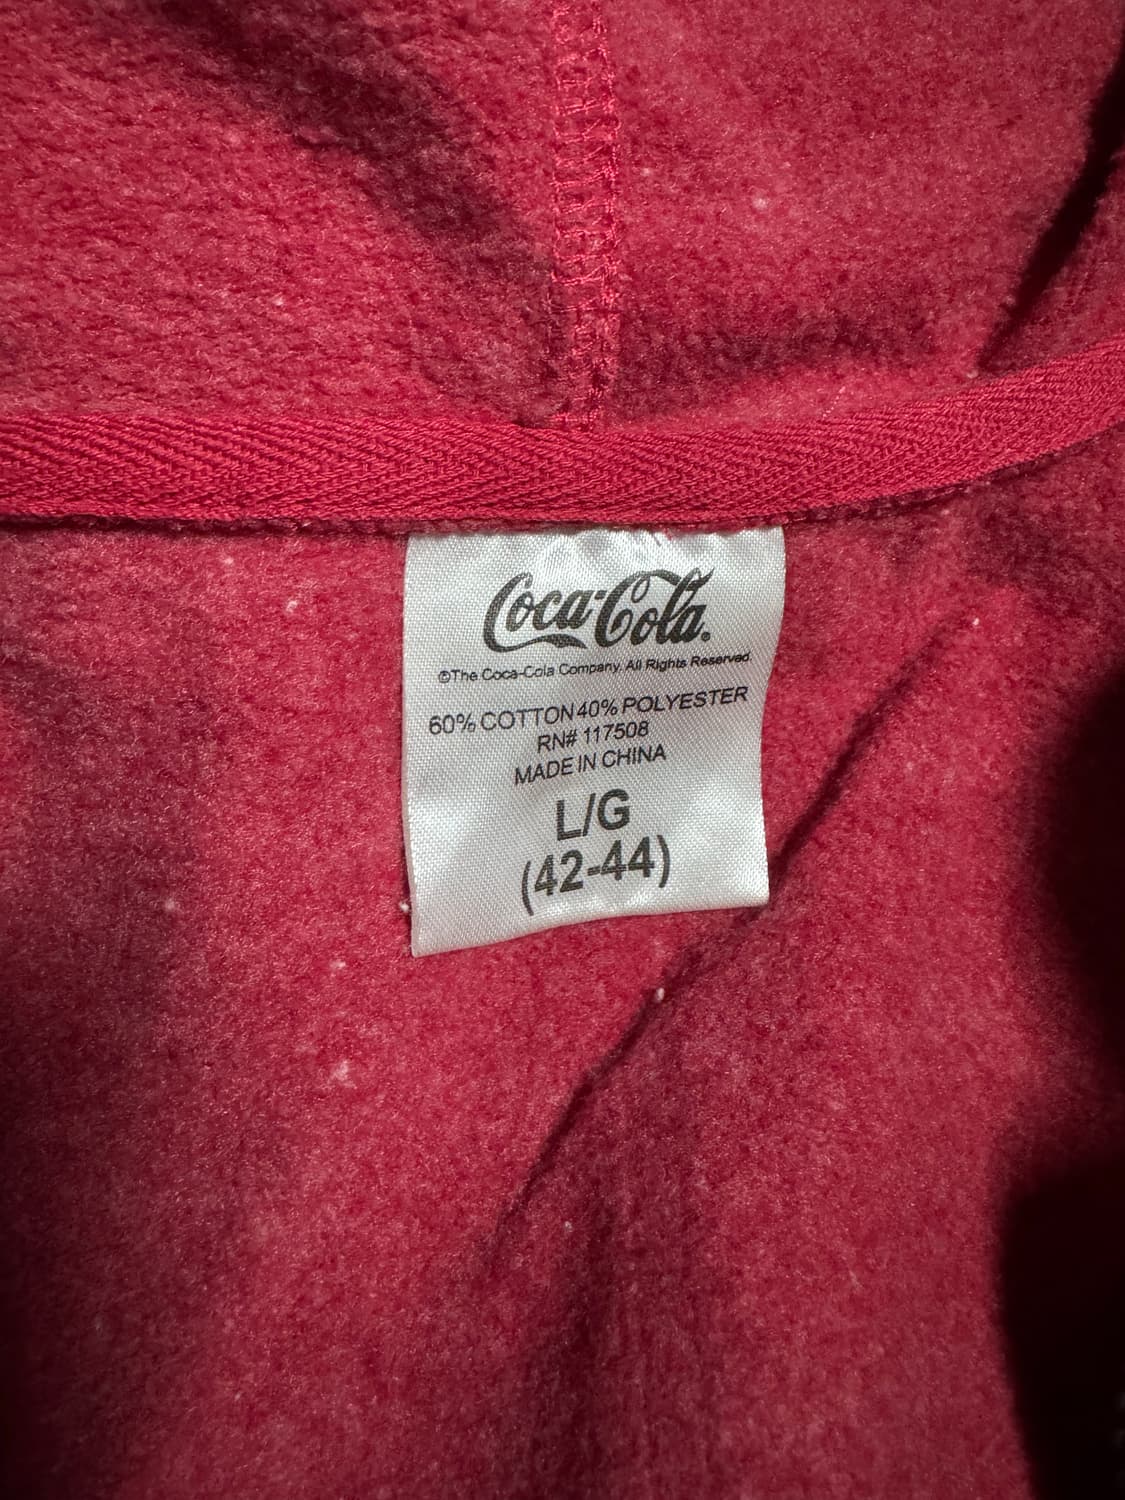 Coca-Cola.
©The Coca-Cola Company. All Rights Reserved.
60% COTTON 40% POLYESTER
RN# 117508
MADE IN CHINA
L/G
(42-44)